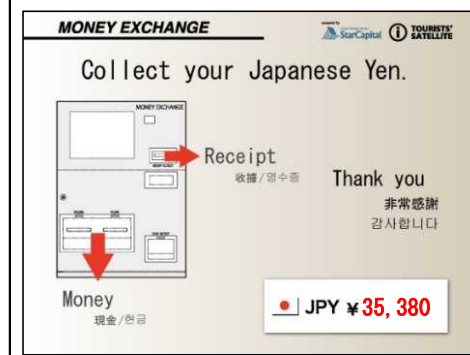 MONEY EXCHANGE
StarCapital
i TOURISTS'
SATELLITE
Collect your Japanese Yen.
MONEY EXCHANGE
Receipt
收據/영수증
Thank you
非常感謝
감사합니다
Money
現金/현금
JPY ¥35,380